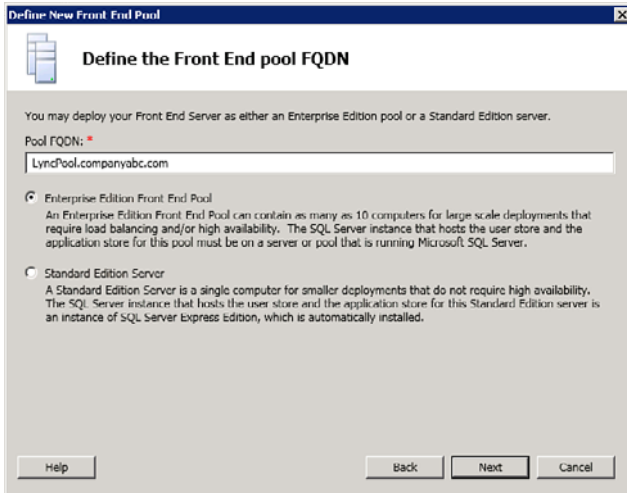 Define New Front End Pool
Define the Front End pool FQDN
You may deploy your Front End Server as either an Enterprise Edition pool or a Standard Edition server.
Pool FQDN: *
LyncPool.companyabc.com
Enterprise Edition Front End Pool
An Enterprise Edition Front End Pool can contain as many as 10 computers for large scale deployments that
require load balancing and/or high availability. The SQL Server instance that hosts the user store and the
application store for this pool must be on a server or pool that is running Microsoft SQL Server.
Standard Edition Server
A Standard Edition Server is a single computer for smaller deployments that do not require high availability.
The SQL Server instance that hosts the user store and the application store for this Standard Edition server is
an instance of SQL Server Express Edition, which is automatically installed.
Help Back Next Cancel